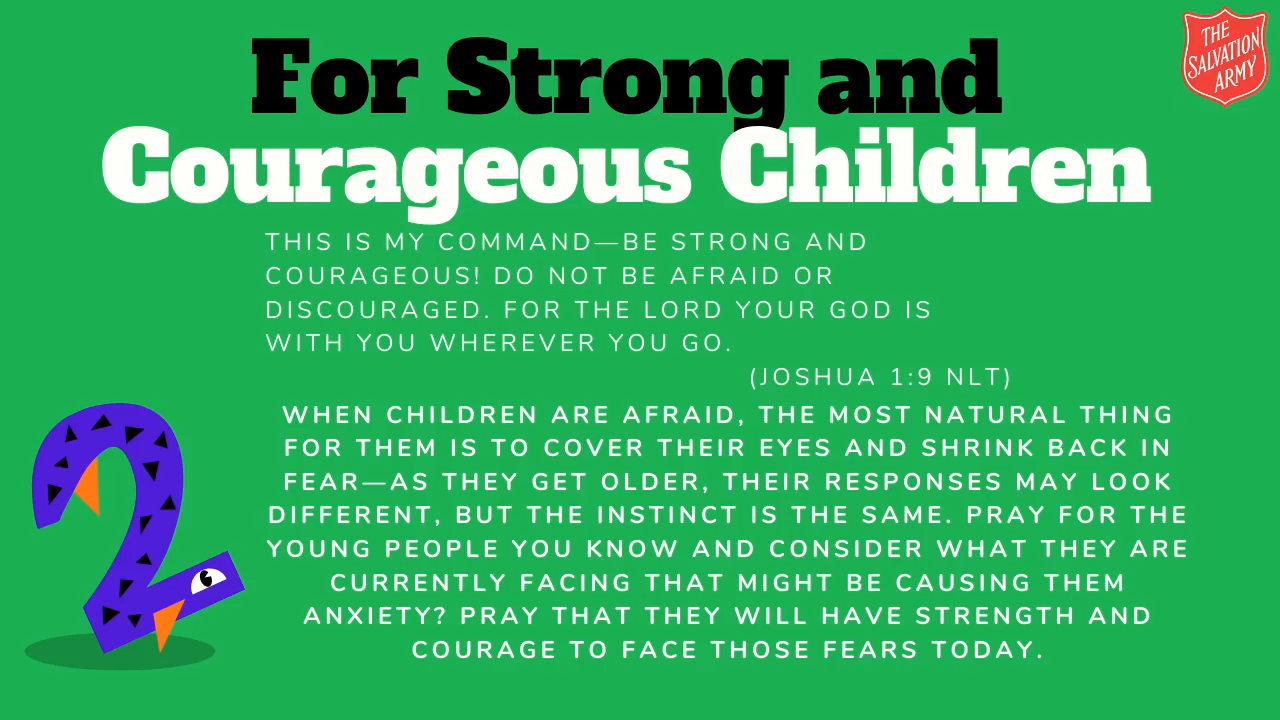 For Strong and
Courageous Children
THE
SALVATION
ARMY
THIS IS MY COMMAND—BE STRONG AND
COURAGEOUS! DO NOT BE AFRAID OR
DISCOURAGED. FOR THE LORD YOUR GOD IS
WITH YOU WHEREVER YOU GO.
(JOSHUA 1:9 NLT)
WHEN CHILDREN ARE AFRAID, THE MOST NATURAL THING
FOR THEM IS TO COVER THEIR EYES AND SHRINK BACK IN
FEAR—AS THEY GET OLDER, THEIR RESPONSES MAY LOOK
DIFFERENT, BUT THE INSTINCT IS THE SAME. PRAY FOR THE
YOUNG PEOPLE YOU KNOW AND CONSIDER WHAT THEY ARE
CURRENTLY FACING THAT MIGHT BE CAUSING THEM
ANXIETY? PRAY THAT THEY WILL HAVE STRENGTH AND
COURAGE TO FACE THOSE FEARS TODAY.
2